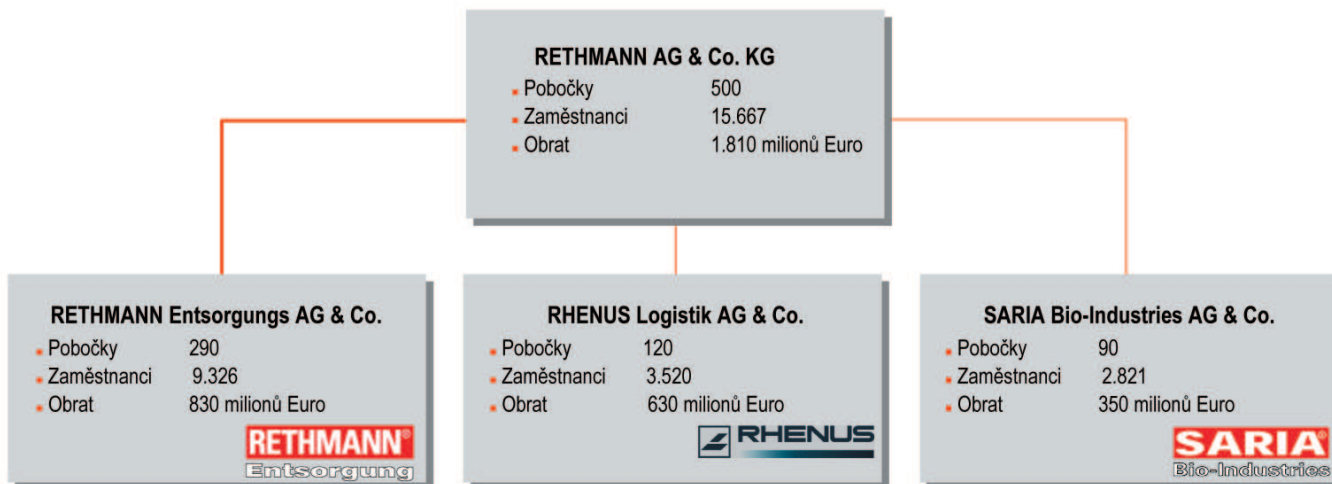 RETHMANN AG & Co. KG
Pobočky 500
Zaměstnanci 15.667
Obrat 1.810 milionů Euro
RETHMANN Entsorgungs AG & Co.
Pobočky 290
Zaměstnanci 9.326
Obrat 830 milionů Euro
RETHMANN®
Entsorgung
RHENUS Logistik AG & Co.
Pobočky 120
Zaměstnanci 3.520
Obrat 630 milionů Euro
RHENUS
SARIA Bio-Industries AG & Co.
Pobočky 90
Zaměstnanci 2.821
Obrat 350 milionů Euro
SARIA®
Bio-Industries